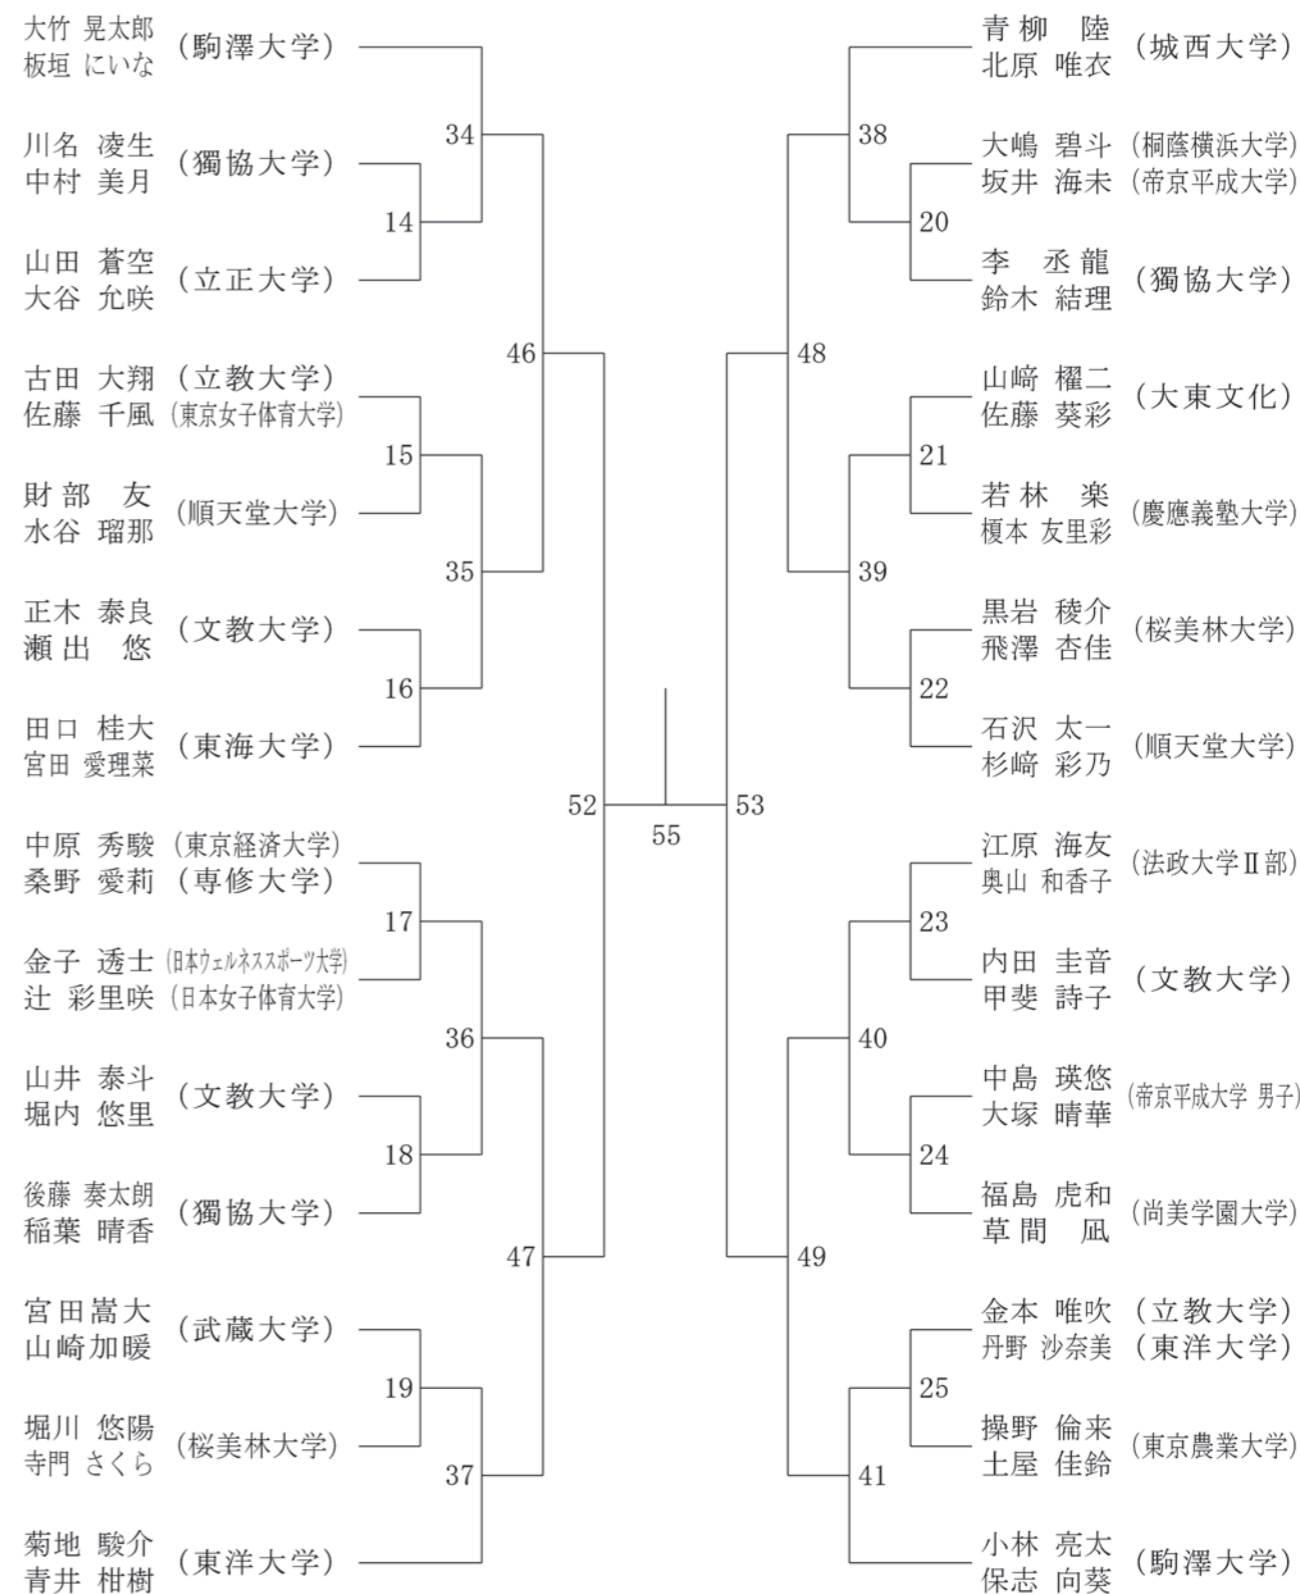 大竹 晃太郎 (駒澤大学)
板垣 にいな
34
川名 凌生 (獨協大学)
中村 美月
14
山田 蒼空 (立正大学)
大谷 允咲
46
古田 大翔 (立教大学)
佐藤 千風 (東京女子体育大学)
15
財部 友 (順天堂大学)
水谷 瑠那
35
正木 泰良 (文教大学)
瀬出 悠
16
田口 桂大 (東海大学)
宮田 愛理菜
52
中原 秀駿 (東京経済大学)
桑野 愛莉 (専修大学)
17
金子 透士 (日本ウェルネススポーツ大学)
辻 彩里咲 (日本女子体育大学)
36
山井 泰斗 (文教大学)
堀内 悠里
18
後藤 奏太朗 (獨協大学)
稲葉 晴香
47
宮田嵩大 (武蔵大学)
山崎加暖
19
堀川 悠陽 (桜美林大学)
寺門 さくら
37
菊地 駿介 (東洋大学)
青井 柑樹
55
青柳 陸 (城西大学)
北原 唯衣
38
大嶋 碧斗 (桐蔭横浜大学)
坂井 海未 (帝京平成大学)
20
李 丞龍 (獨協大学)
鈴木 結理
48
山﨑 櫂二 (大東文化)
佐藤 葵彩
21
若林 楽 (慶應義塾大学)
榎本 友里彩
39
黒岩 稜介 (桜美林大学)
飛澤 杏佳
22
石沢 太一 (順天堂大学)
杉﨑 彩乃
53
江原 海友 (法政大学Ⅱ部)
奥山 和香子
23
内田 圭音 (文教大学)
甲斐 詩子
40
中島 瑛悠 (帝京平成大学 男子)
大塚 晴華
24
福島 虎和 (尚美学園大学)
草間 凪
49
金本 唯吹 (立教大学)
丹野 沙奈美 (東洋大学)
25
操野 倫来 (東京農業大学)
土屋 佳鈴
41
小林 亮太 (駒澤大学)
保志 向葵